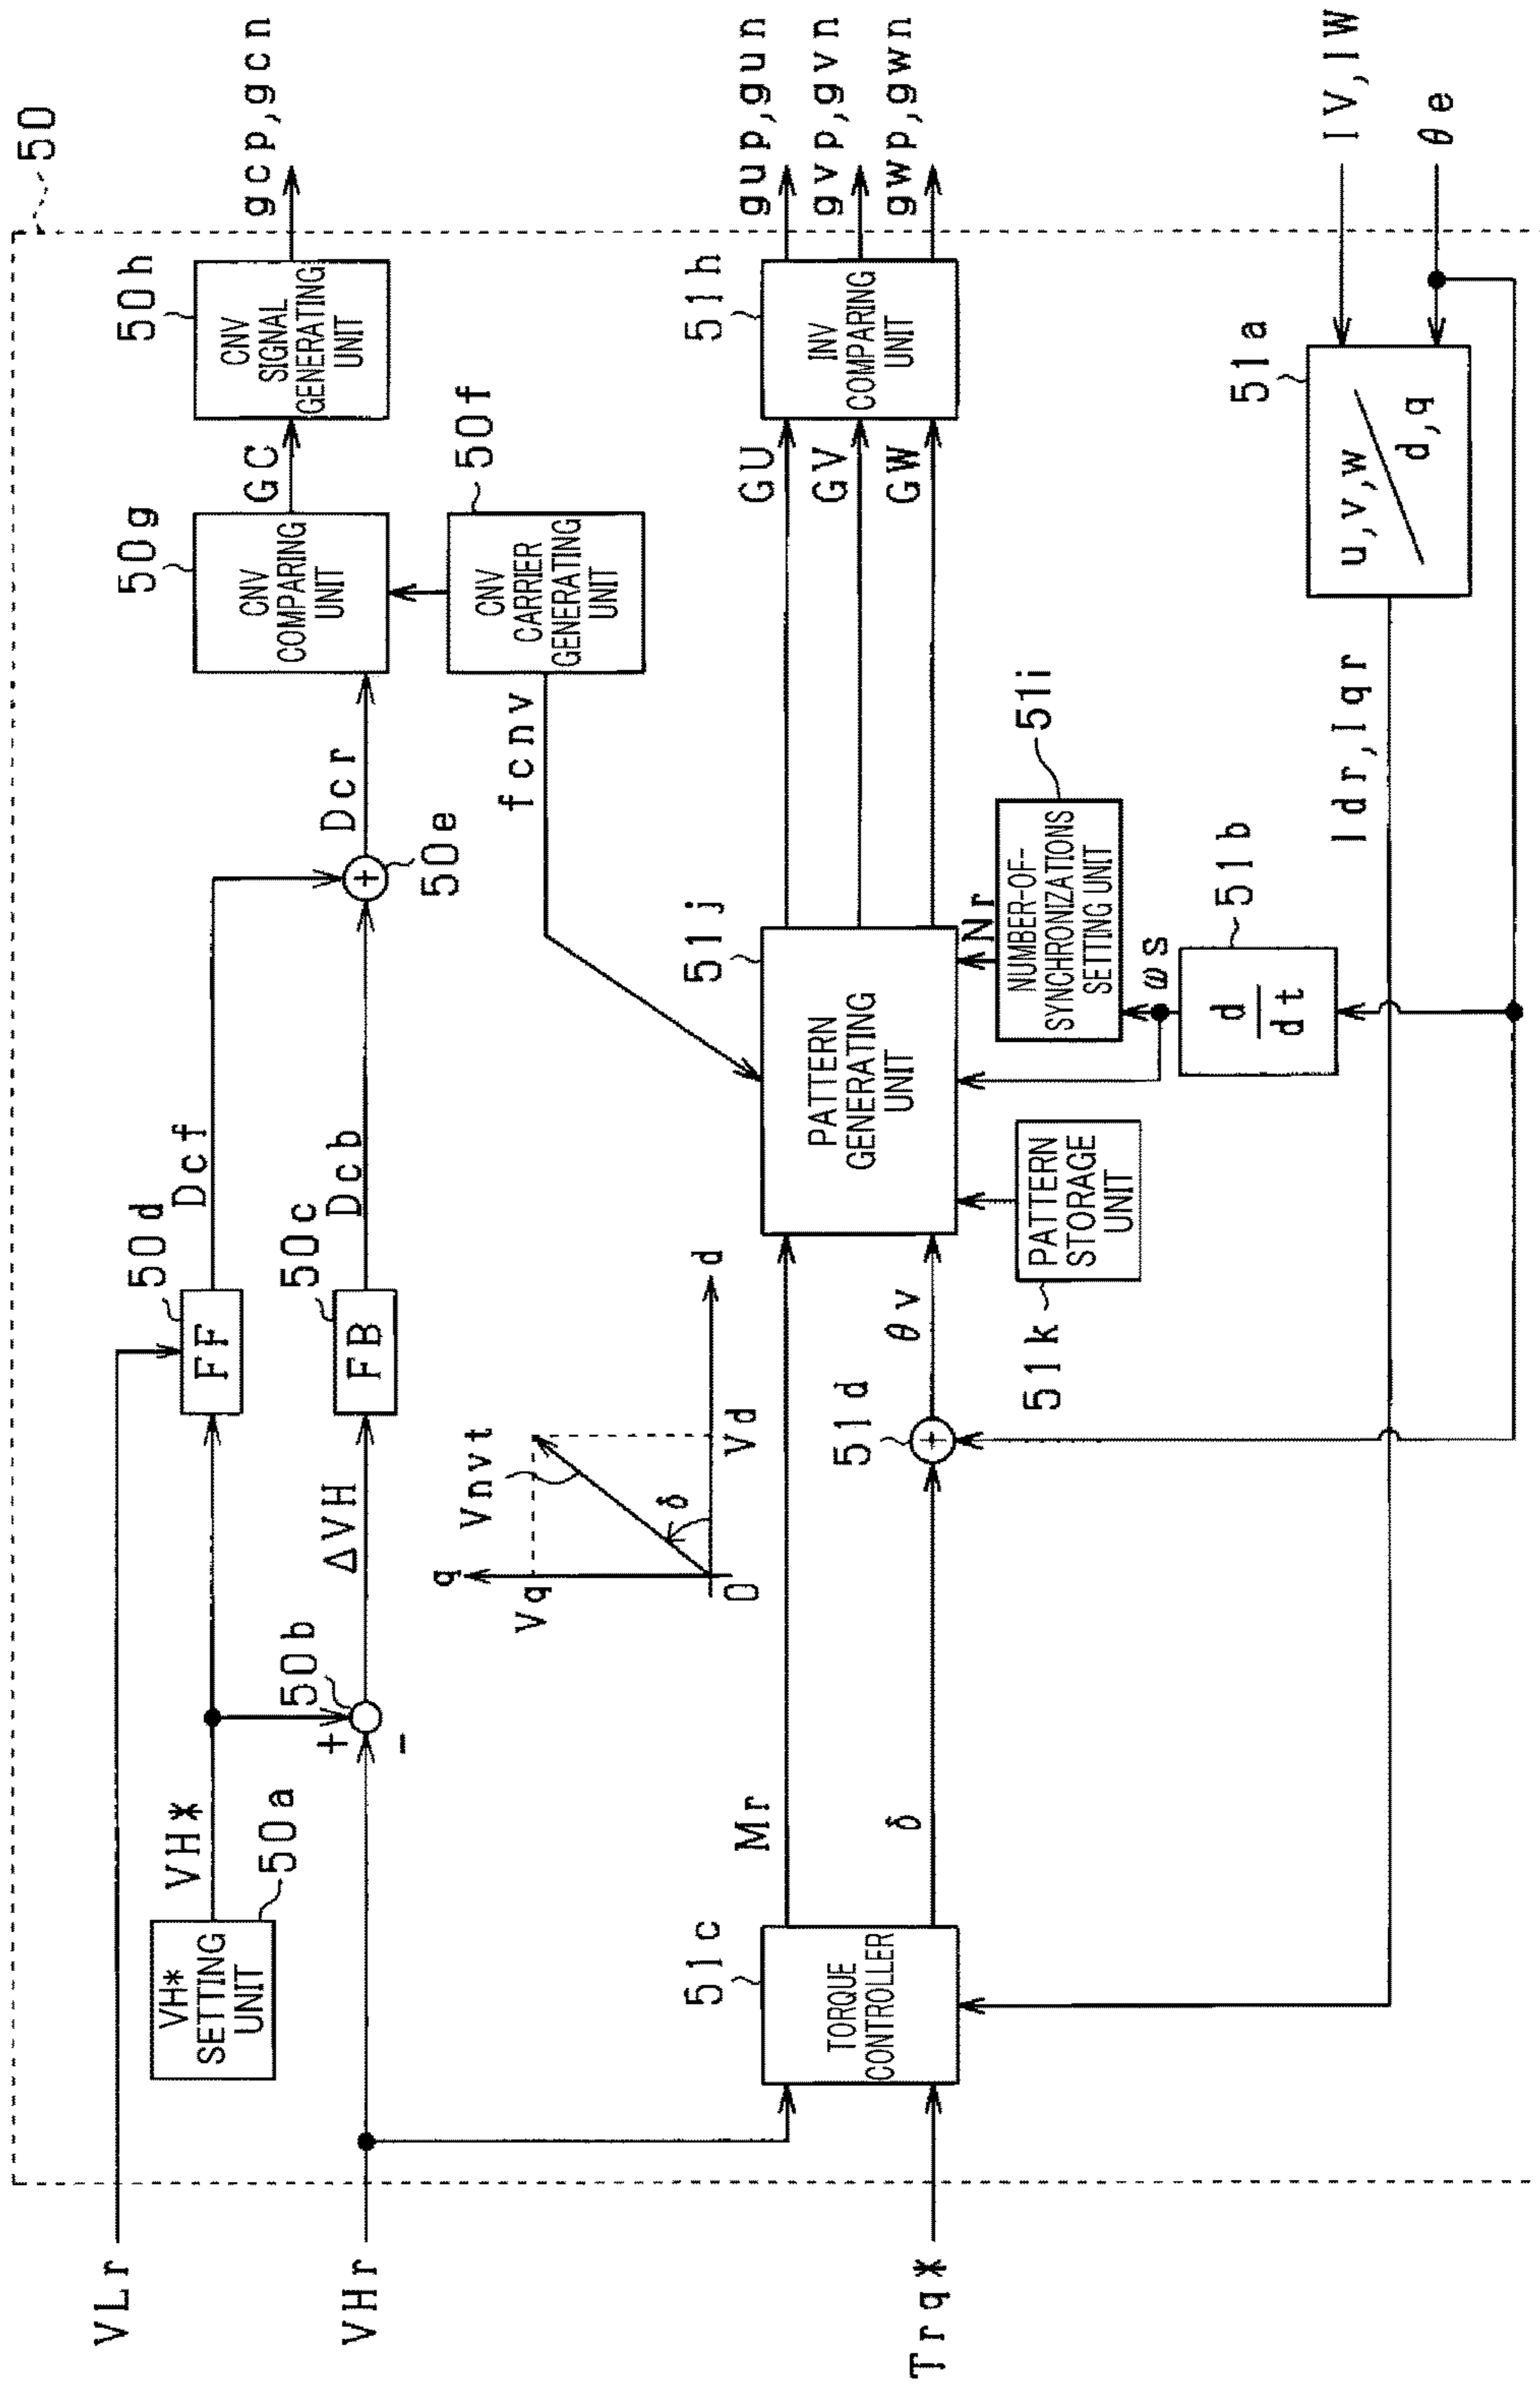 50
VLr
VH*
SETTING
UNIT
50a
VH*
50b
+
-
VHr
ΔVH
FF
50d
FB
50c
Dcf
Dcb
+
50e
Dcr
CNV
COMPARING
UNIT
50g
GC
CNV
SIGNAL
GENERATING
UNIT
50h
gcp,gcn
CNV
CARRIER
GENERATING
UNIT
50f
fcnv
q
Vq
Vnvt
δ
0
Vd
d
Trq*
TORQUE
CONTROLLER
51c
Mr
δ
+
51d
θv
PATTERN
GENERATING
UNIT
51j
PATTERN
STORAGE
UNIT
51k
NUMBER-OF-
SYNCHRONIZATIONS
SETTING UNIT
51i
Nr
ωs
d
dt
51b
GU
GV
GW
INV
COMPARING
UNIT
51h
gup,gun
gvp,gvn
gwp,gwn
Idr,Iqr
u,v,w
d,q
51a
IV,IW
θe